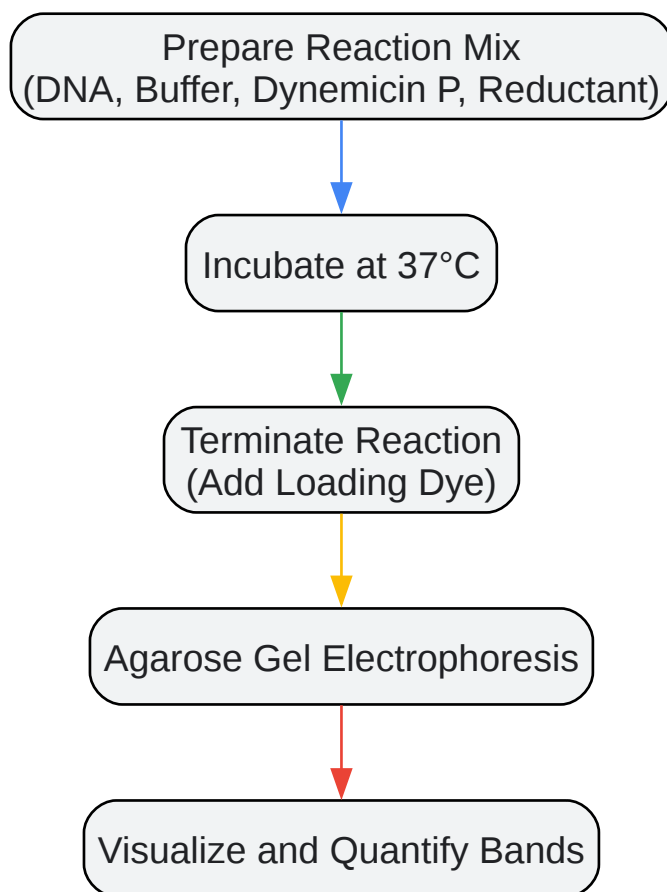 Prepare Reaction Mix
(DNA, Buffer, Dynemicin P, Reductant)
Incubate at 37°C
Terminate Reaction
(Add Loading Dye)
Agarose Gel Electrophoresis
Visualize and Quantify Bands